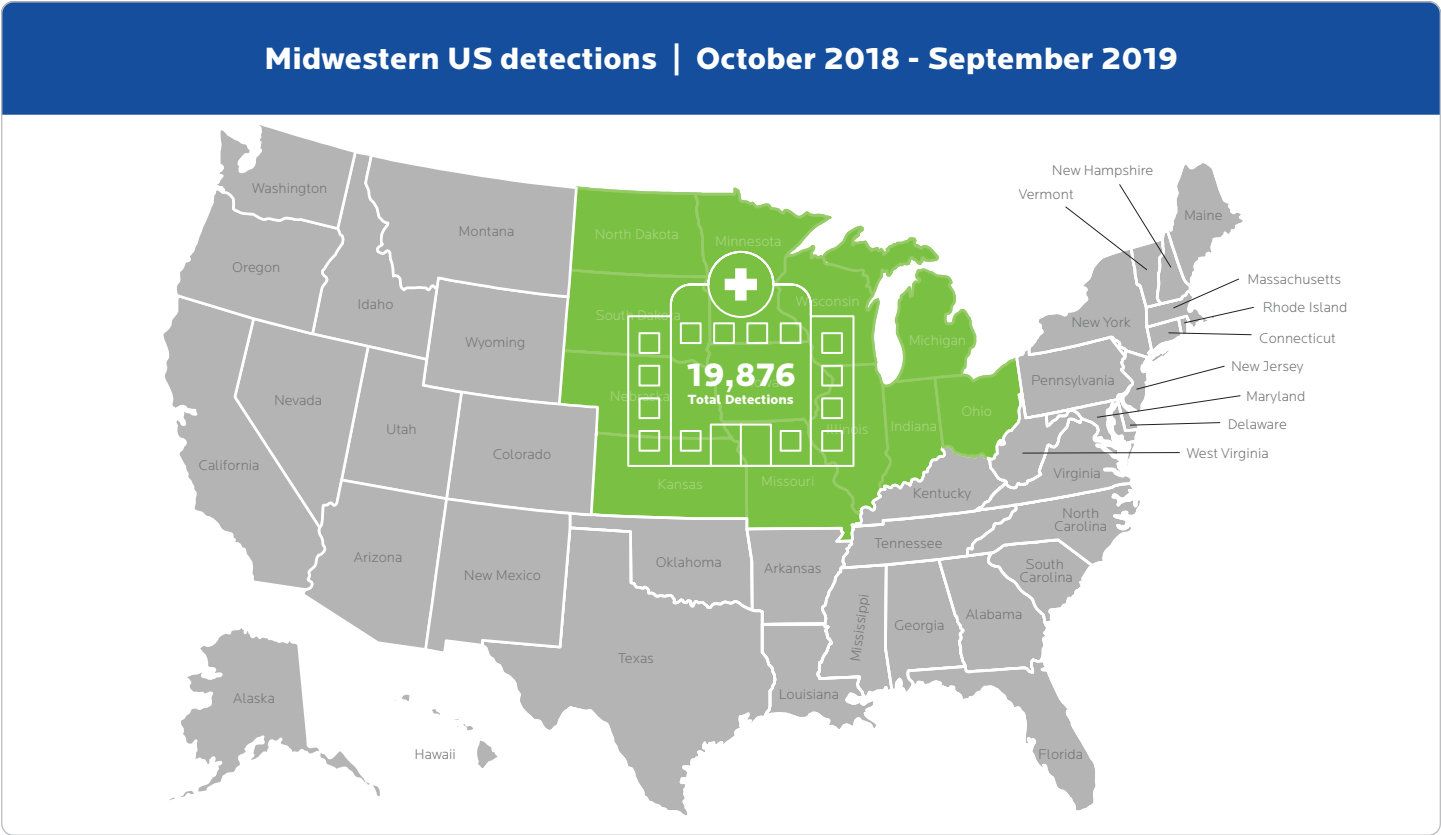 Midwestern US detections | October 2018 - September 2019
New Hampshire
Vermont
Washington
Maine
Montana
North Dakota
Minnesota
Oregon
Massachusetts
Idaho
Wisconsin
Rhode Island
South Dakota
New York
Connecticut
Wyoming
Michigan
New Jersey
19,876
Iowa
Pennsylvania
Nevada
Nebraska
Total Detections
Maryland
Ohio
Delaware
Utah
Illinois
Indiana
Colorado
West Virginia
California
Virginia
Kansas
Missouri
Kentucky
North
Carolina
Arizona
Tennessee
Oklahoma
Arkansas
New Mexico
South
Carolina
Mississippi
Georgia
Alabama
Texas
Alaska
Louisiana
Hawaii
Florida